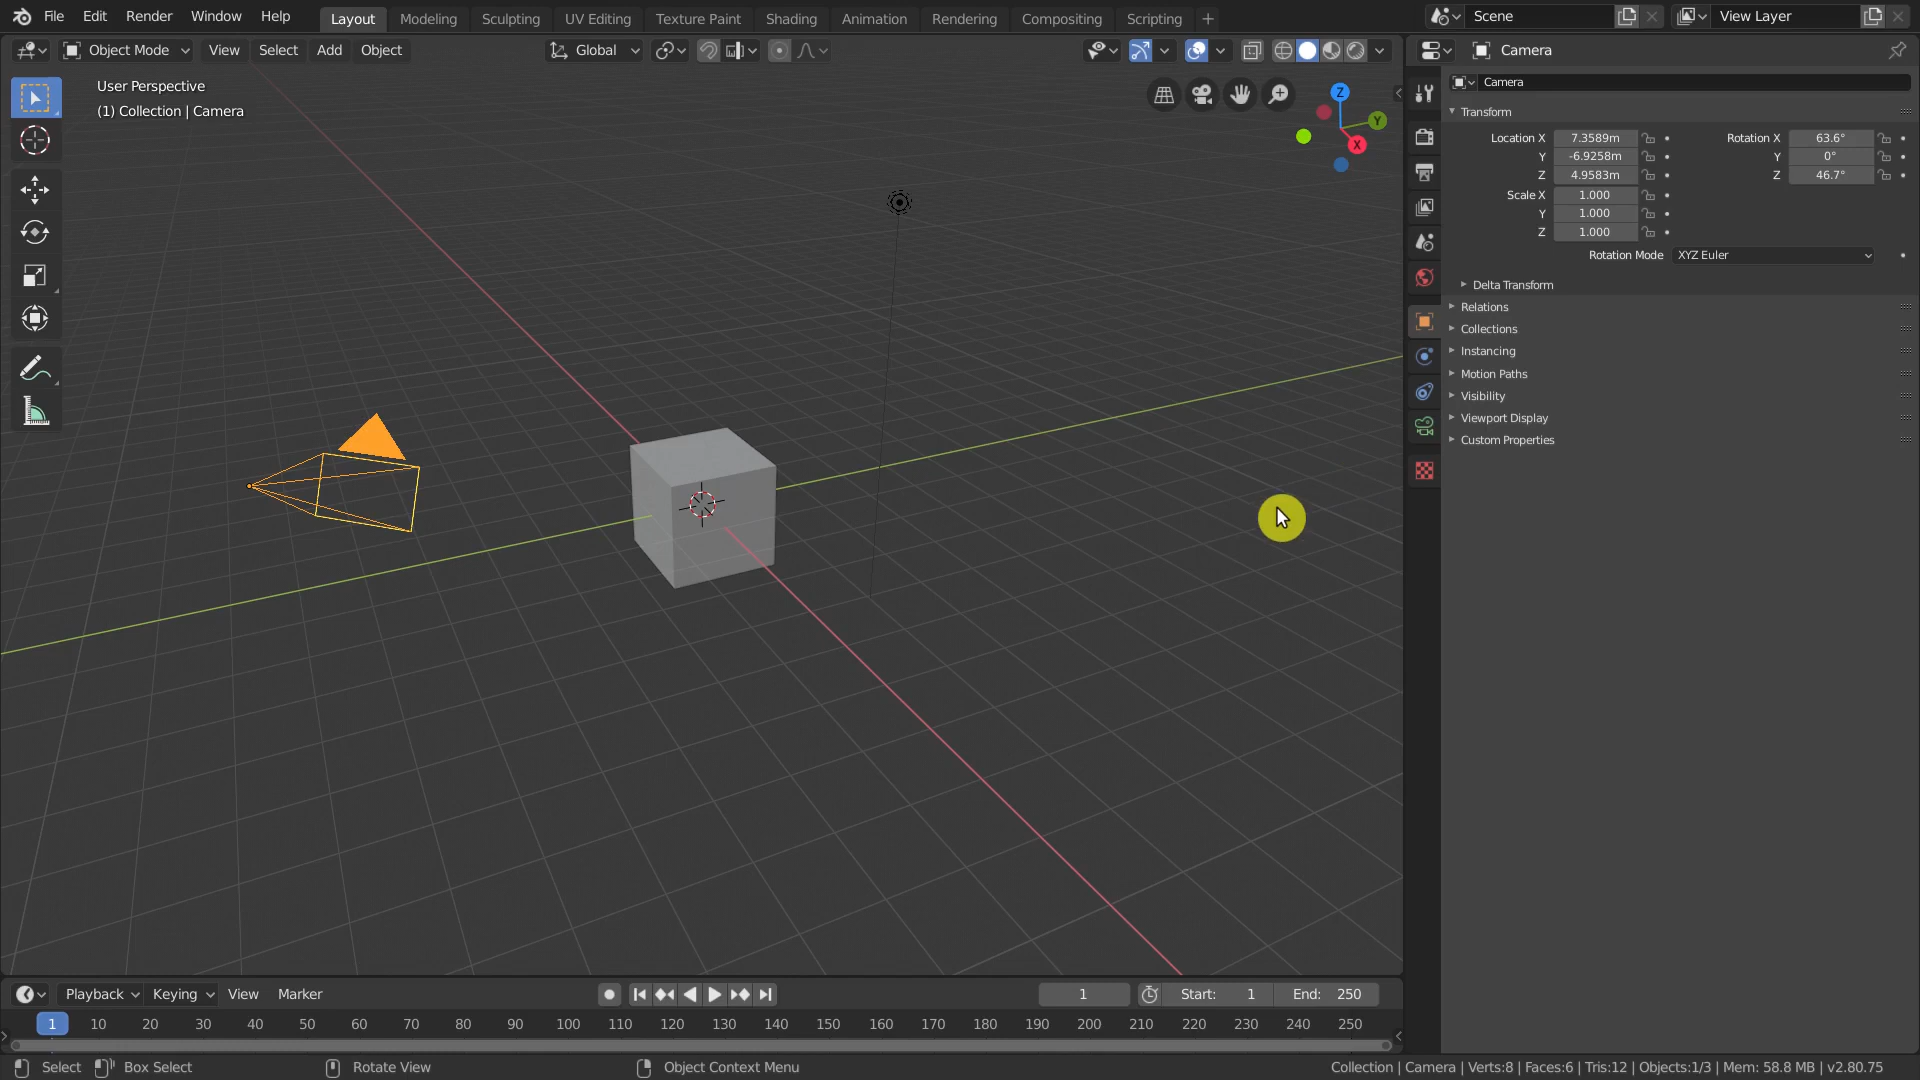 File Edit Render Window Help Layout Modeling Sculpting UV Editing Texture Paint Shading Animation Rendering Compositing Scripting + Scene View Layer
Object Mode View Select Add Object Global
User Perspective
(1) Collection | Camera
Z
Y
X
Camera
Camera
Transform
Location X 7.3589m Rotation X 63.6°
Y -6.9258m Y 0°
Z 4.9583m Z 46.7°
Scale X 1.000
Y 1.000
Z 1.000
Rotation Mode XYZ Euler
Delta Transform
Relations
Collections
Instancing
Motion Paths
Visibility
Viewport Display
Custom Properties
Playback Keying View Marker 1 Start: 1 End: 250
1 10 20 30 40 50 60 70 80 90 100 110 120 130 140 150 160 170 180 190 200 210 220 230 240 250
Select Box Select Rotate View Object Context Menu Collection | Camera | Verts:8 | Faces:6 | Tris:12 | Objects:1/3 | Mem: 58.8 MB | v2.80.75